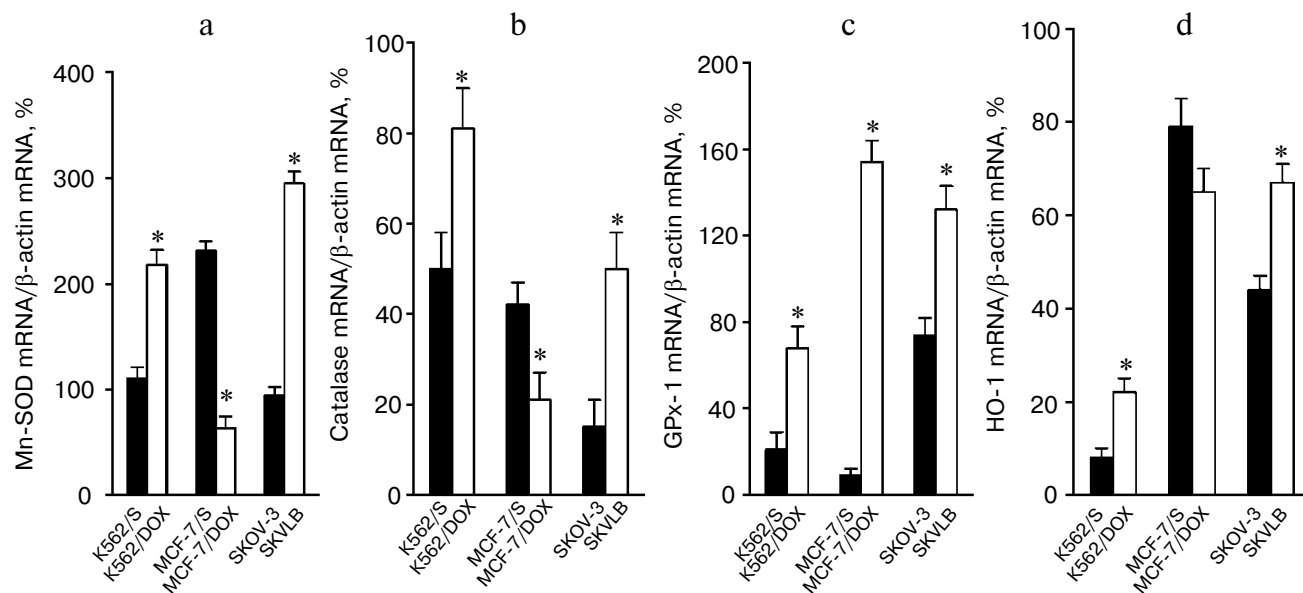 a
Mn-SOD mRNA/β-actin mRNA, %
400
300
200
100
0
*
*
*
K562/S
K562/DOX
MCF-7/S
MCF-7/DOX
SKOV-3
SKVLB
b
Catalase mRNA/β-actin mRNA, %
100
80
60
40
20
0
*
*
*
K562/S
K562/DOX
MCF-7/S
MCF-7/DOX
SKOV-3
SKVLB
c
GPx-1 mRNA/β-actin mRNA, %
200
160
120
80
40
0
*
*
*
K562/S
K562/DOX
MCF-7/S
MCF-7/DOX
SKOV-3
SKVLB
d
HO-1 mRNA/β-actin mRNA, %
100
80
60
40
20
0
*
*
K562/S
K562/DOX
MCF-7/S
MCF-7/DOX
SKOV-3
SKVLB